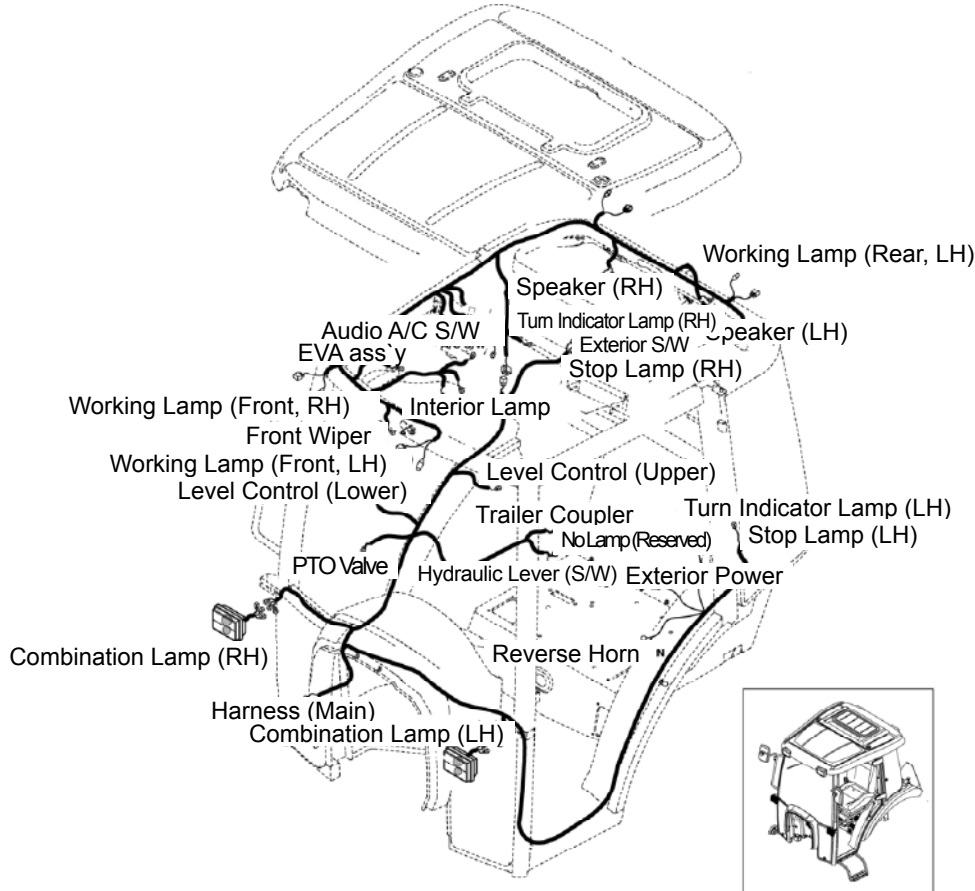 Working Lamp (Rear, LH)
Speaker (RH)
Turn Indicator Lamp (RH)
Speaker (LH)
Audio A/C S/W
Exterior S/W
EVA ass`y
Stop Lamp (RH)
Working Lamp (Front, RH)
Interior Lamp
Front Wiper
Working Lamp (Front, LH)
Level Control (Upper)
Level Control (Lower)
Trailer Coupler
Turn Indicator Lamp (LH)
No Lamp (Reserved)
Stop Lamp (LH)
PTO Valve
Hydraulic Lever (S/W)
Exterior Power
Combination Lamp (RH)
Reverse Horn
N
Harness (Main)
Combination Lamp (LH)